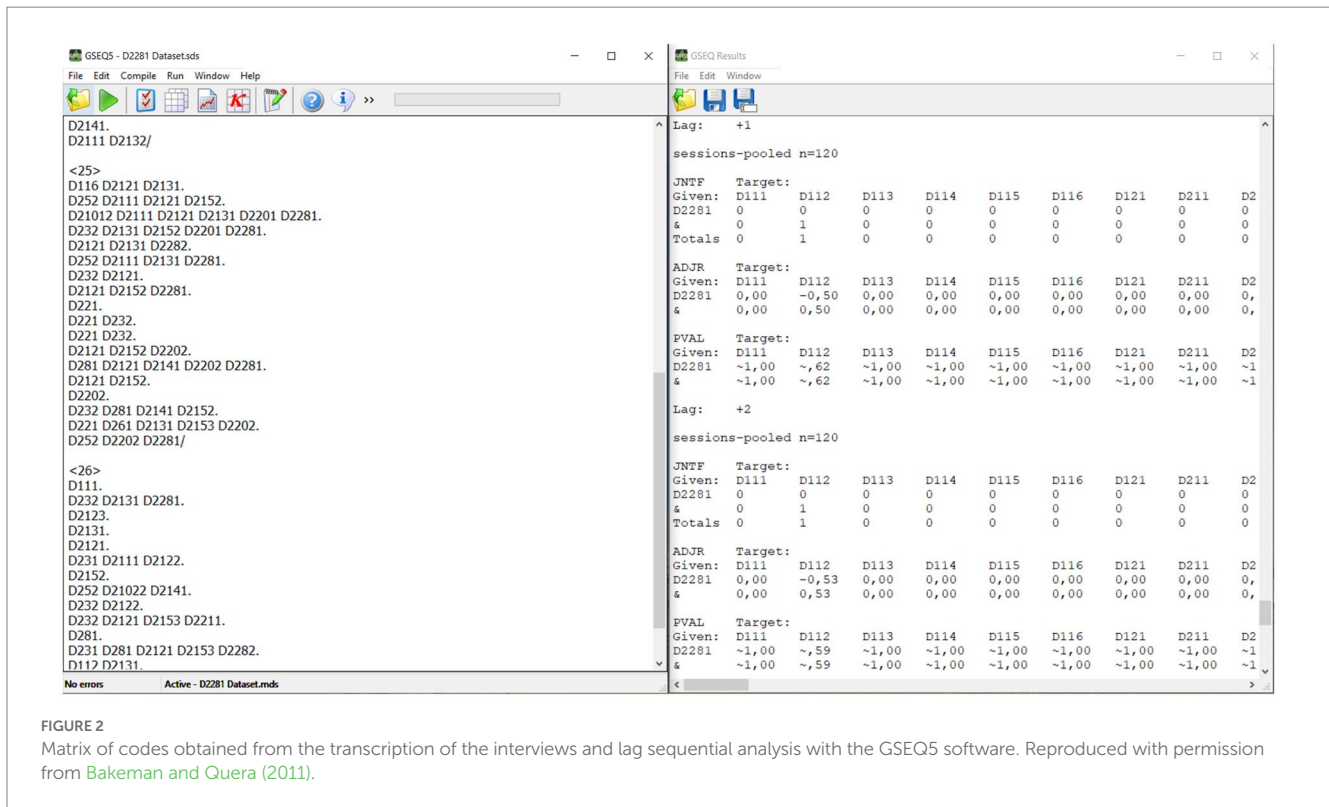 GSEQ5 - D2281 Dataset.sds
File Edit Compile Run Window Help
D2141.
D2111 D2132/
<25>
D116 D2121 D2131.
D252 D2111 D2121 D2152.
D21012 D2111 D2121 D2131 D2201 D2281.
D232 D2131 D2152 D2201 D2281.
D2121 D2131 D2282.
D252 D2111 D2131 D2281.
D232 D2121.
D2121 D2152 D2281.
D221.
D221 D232.
D221 D232.
D2121 D2152 D2202.
D281 D2121 D2141 D2202 D2281.
D2121 D2152.
D2202.
D232 D281 D2141 D2152.
D221 D261 D2131 D2153 D2202.
D252 D2202 D2281/
<26>
D111.
D232 D2131 D2281.
D2123.
D2131.
D2121.
D231 D2111 D2122.
D2152.
D252 D21022 D2141.
D232 D2122.
D232 D2121 D2153 D2211.
D281.
D231 D281 D2121 D2153 D2282.
D112 D2131.
No errors Active - D2281 Dataset.mds
GSEQ Results
File Edit Window
Lag: +1
sessions-pooled n=120
JNTF Target:
Given: D111 D112 D113 D114 D115 D116 D121 D211 D2
D2281 0 0 0 0 0 0 0 0 0
& 0 1 0 0 0 0 0 0 0
Totals 0 1 0 0 0 0 0 0 0
ADJR Target:
Given: D111 D112 D113 D114 D115 D116 D121 D211 D2
D2281 0,00 -0,50 0,00 0,00 0,00 0,00 0,00 0,00 0,
& 0,00 0,50 0,00 0,00 0,00 0,00 0,00 0,00 0,
PVAL Target:
Given: D111 D112 D113 D114 D115 D116 D121 D211 D2
D2281 ~1,00 ~,62 ~1,00 ~1,00 ~1,00 ~1,00 ~1,00 ~1,00 ~1
& ~1,00 ~,62 ~1,00 ~1,00 ~1,00 ~1,00 ~1,00 ~1,00 ~1
Lag: +2
sessions-pooled n=120
JNTF Target:
Given: D111 D112 D113 D114 D115 D116 D121 D211 D2
D2281 0 0 0 0 0 0 0 0 0
& 0 1 0 0 0 0 0 0 0
Totals 0 1 0 0 0 0 0 0 0
ADJR Target:
Given: D111 D112 D113 D114 D115 D116 D121 D211 D2
D2281 0,00 -0,53 0,00 0,00 0,00 0,00 0,00 0,00 0,
& 0,00 0,53 0,00 0,00 0,00 0,00 0,00 0,00 0,
PVAL Target:
Given: D111 D112 D113 D114 D115 D116 D121 D211 D2
D2281 ~1,00 ~,59 ~1,00 ~1,00 ~1,00 ~1,00 ~1,00 ~1,00 ~1
& ~1,00 ~,59 ~1,00 ~1,00 ~1,00 ~1,00 ~1,00 ~1,00 ~1
FIGURE 2
Matrix of codes obtained from the transcription of the interviews and lag sequential analysis with the GSEQ5 software. Reproduced with permission
from Bakeman and Quera (2011).